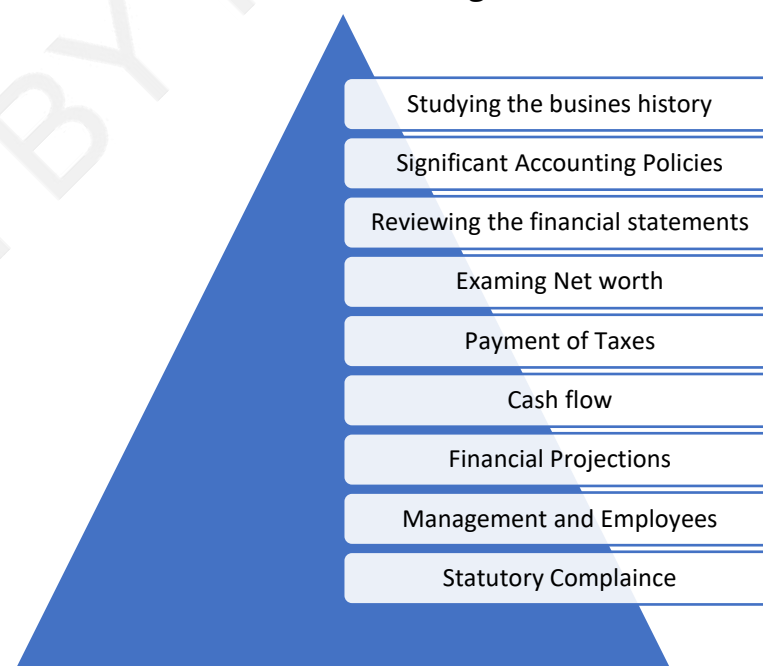 Studying the busines history
Significant Accounting Policies
Reviewing the financial statements
Examing Net worth
Payment of Taxes
Cash flow
Financial Projections
Management and Employees
Statutory Complaince